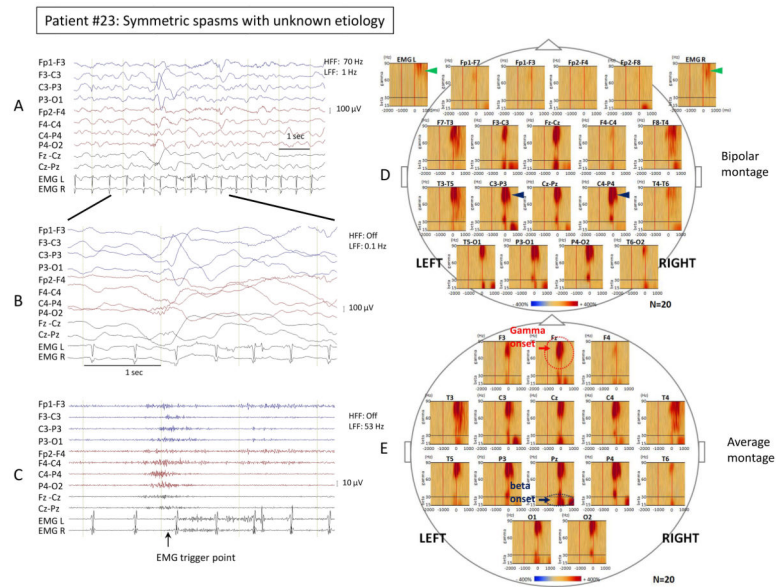 Patient #23: Symmetric spasms with unknown etiology
A
Fp1-F3
F3-C3
C3-P3
P3-O1
Fp2-F4
F4-C4
C4-P4
P4-O2
Fz -Cz
Cz-Pz
EMG L
EMG R
HFF: 70 Hz
LFF: 1 Hz
100 μV
1 sec
B
Fp1-F3
F3-C3
C3-P3
P3-O1
Fp2-F4
F4-C4
C4-P4
P4-O2
Fz -Cz
Cz-Pz
EMG L
EMG R
HFF: Off
LFF: 0.1 Hz
100 μV
1 sec
C
Fp1-F3
F3-C3
C3-P3
P3-O1
Fp2-F4
F4-C4
C4-P4
P4-O2
Fz -Cz
Cz-Pz
EMG L
EMG R
HFF: Off
LFF: 53 Hz
10 μV
EMG trigger point
D
Bipolar
montage
EMG L
Fp1-F7
Fp1-F3
Fp2-F4
Fp2-F8
EMG R
F7-T3
F3-C3
Fz-Cz
F4-C4
F8-T4
T3-T5
C3-P3
Cz-Pz
C4-P4
T4-T6
T5-O1
P3-O1
P4-O2
T6-O2
LEFT
RIGHT
- 400%
+ 400%
N=20
E
Average
montage
F3
Fz
F4
Gamma
onset
T3
C3
Cz
C4
T4
T5
P3
Pz
P4
T6
beta
onset
O1
O2
LEFT
RIGHT
- 400%
+ 400%
N=20